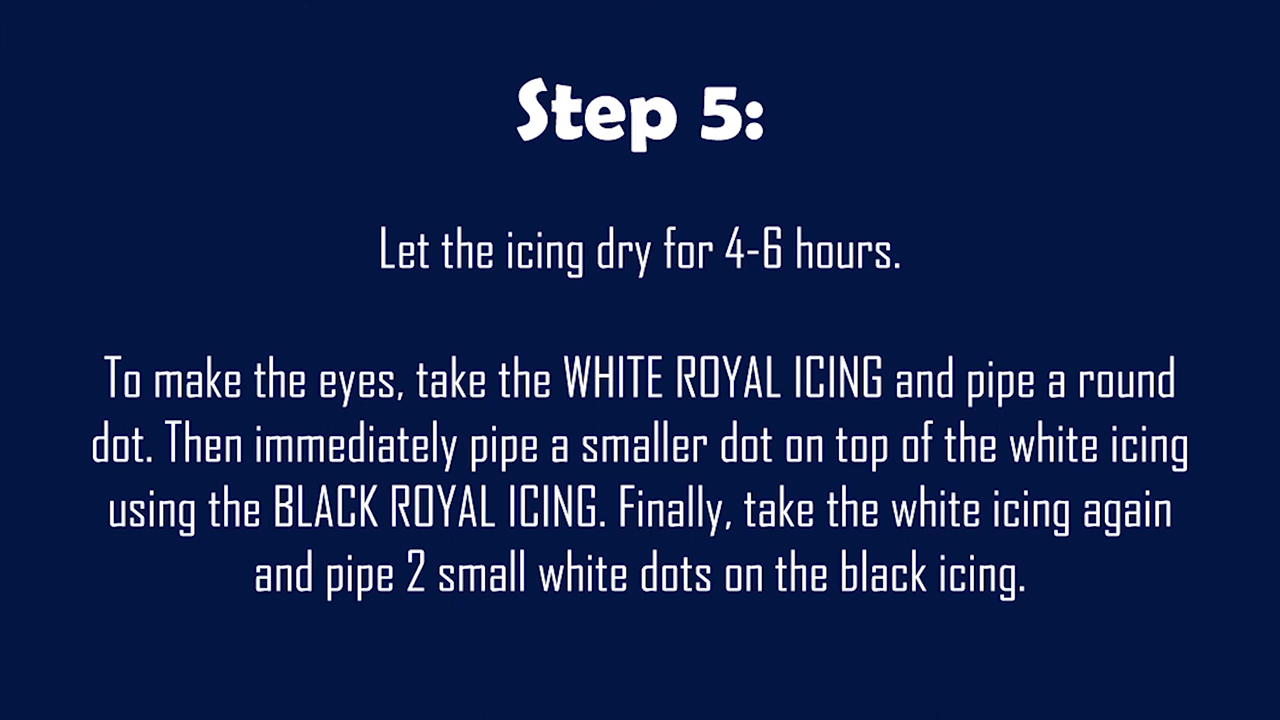 Step 5:
Let the icing dry for 4-6 hours.
To make the eyes, take the WHITE ROYAL ICING and pipe a round
dot. Then immediately pipe a smaller dot on top of the white icing
using the BLACK ROYAL ICING. Finally, take the white icing again
and pipe 2 small white dots on the black icing.